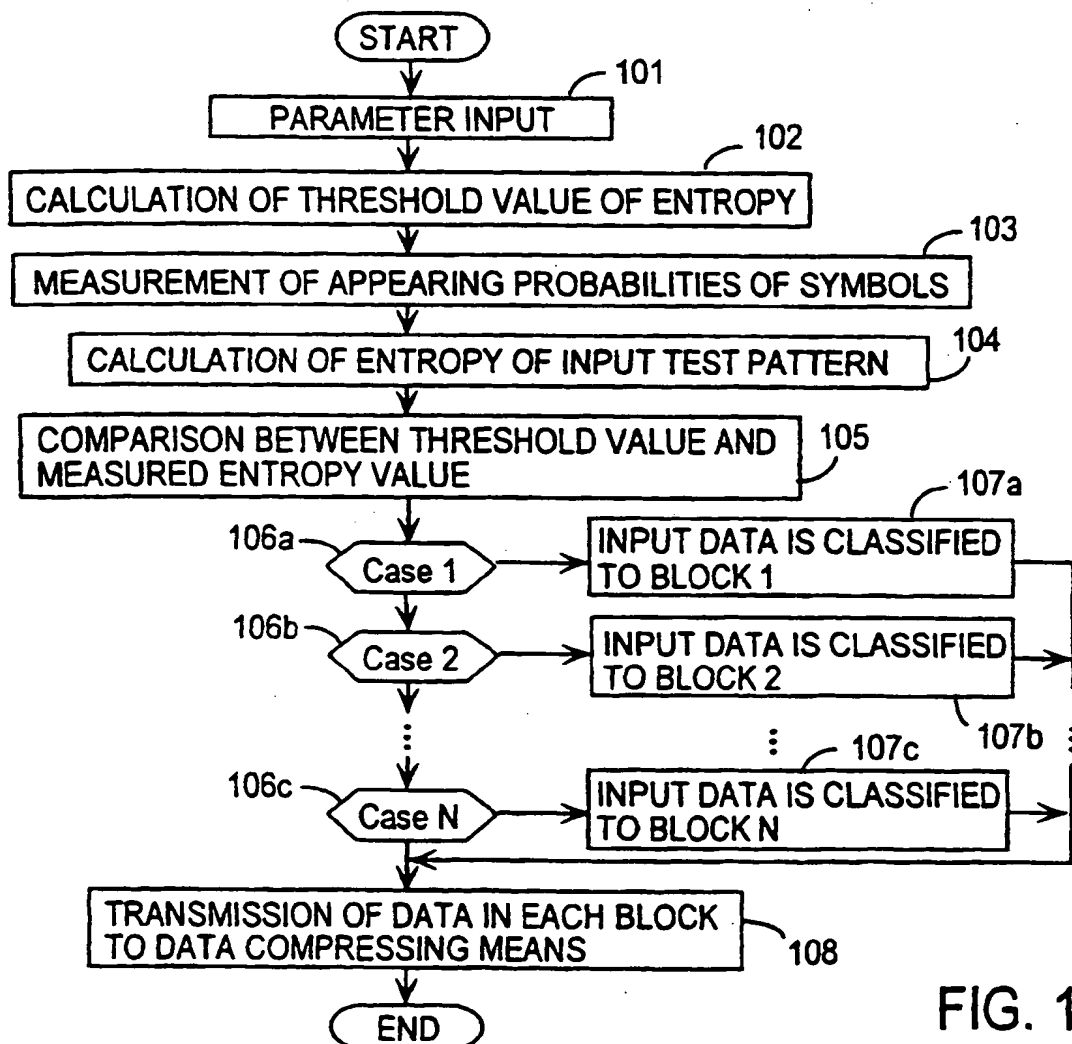 START
101
PARAMETER INPUT
102
CALCULATION OF THRESHOLD VALUE OF ENTROPY
103
MEASUREMENT OF APPEARING PROBABILITIES OF SYMBOLS
CALCULATION OF ENTROPY OF INPUT TEST PATTERN
104
COMPARISON BETWEEN THRESHOLD VALUE AND
MEASURED ENTROPY VALUE
105
106a
Case 1
107a
INPUT DATA IS CLASSIFIED
TO BLOCK 1
106b
Case 2
INPUT DATA IS CLASSIFIED
TO BLOCK 2
107b
107c
106c
Case N
INPUT DATA IS CLASSIFIED
TO BLOCK N
TRANSMISSION OF DATA IN EACH BLOCK
TO DATA COMPRESSING MEANS
108
END
FIG. 1